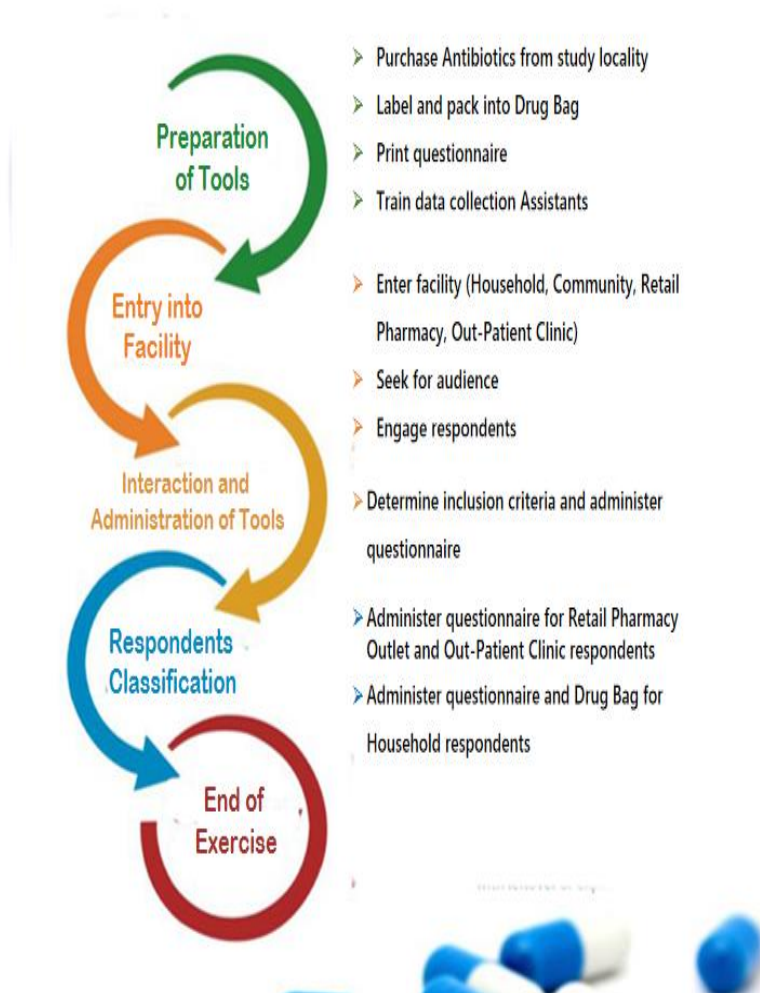 Preparation
of Tools
Purchase Antibiotics from study locality
Label and pack into Drug Bag
Print questionnaire
Train data collection Assistants
Entry into
Facility
Enter facility (Household, Community, Retail
Pharmacy, Out-Patient Clinic)
Seek for audience
Engage respondents
Interaction and
Administration of Tools
Determine inclusion criteria and administer
questionnaire
Respondents
Classification
Administer questionnaire for Retail Pharmacy
Outlet and Out-Patient Clinic respondents
Administer questionnaire and Drug Bag for
Household respondents
End of
Exercise